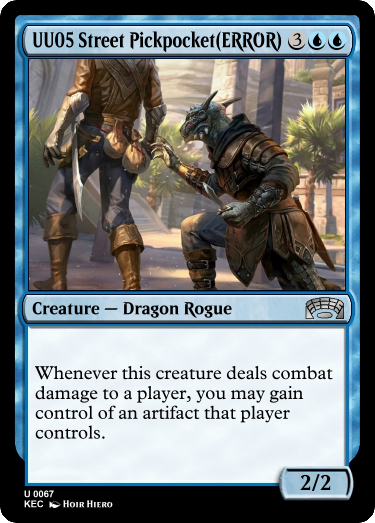 UU05 Street Pickpocket(ERROR) 3
Creature — Dragon Rogue
Whenever this creature deals combat
damage to a player, you may gain
control of an artifact that player
controls.
2/2
U 0067
KEC Hoir Hiero